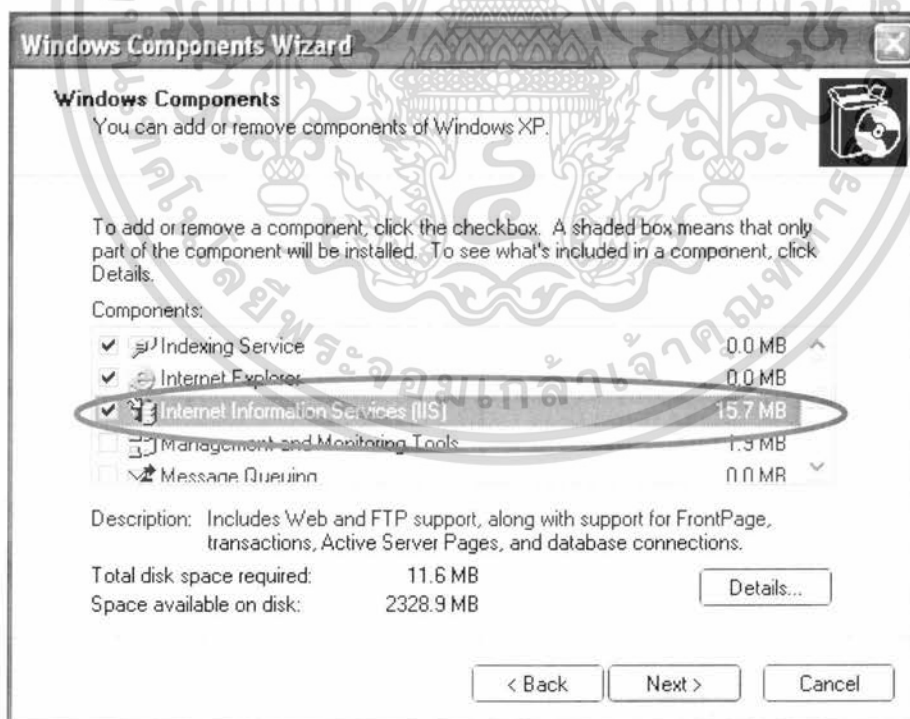 Windows Components Wizard
Windows Components
You can add or remove components of Windows XP.
To add or remove a component, click the checkbox. A shaded box means that only
part of the component will be installed. To see what's included in a component, click
Details.
Components:
Indexing Service 0.0 MB
Internet Explorer 0.0 MB
Internet Information Services (IIS) 15.7 MB
Management and Monitoring Tools 1.9 MB
Message Queuing 0.0 MB
Description: Includes Web and FTP support, along with support for FrontPage,
transactions, Active Server Pages, and database connections.
Total disk space required: 11.6 MB
Space available on disk: 2328.9 MB
Details...
< Back Next > Cancel